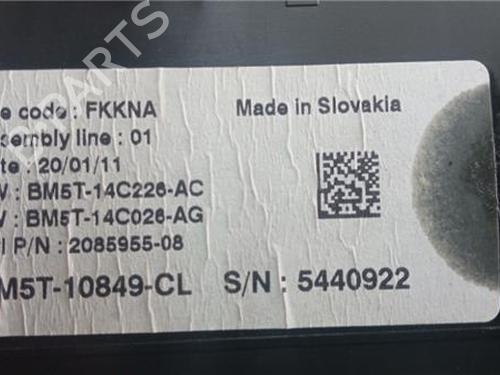 e code : FKKNA Made in Slovakia
sembly line : 01
te : 20/01/11
: BM5T-14C226-AC
: BM5T-14C026-AG
P/N : 2085955-08
M5T-10849-CL S/N : 5440922